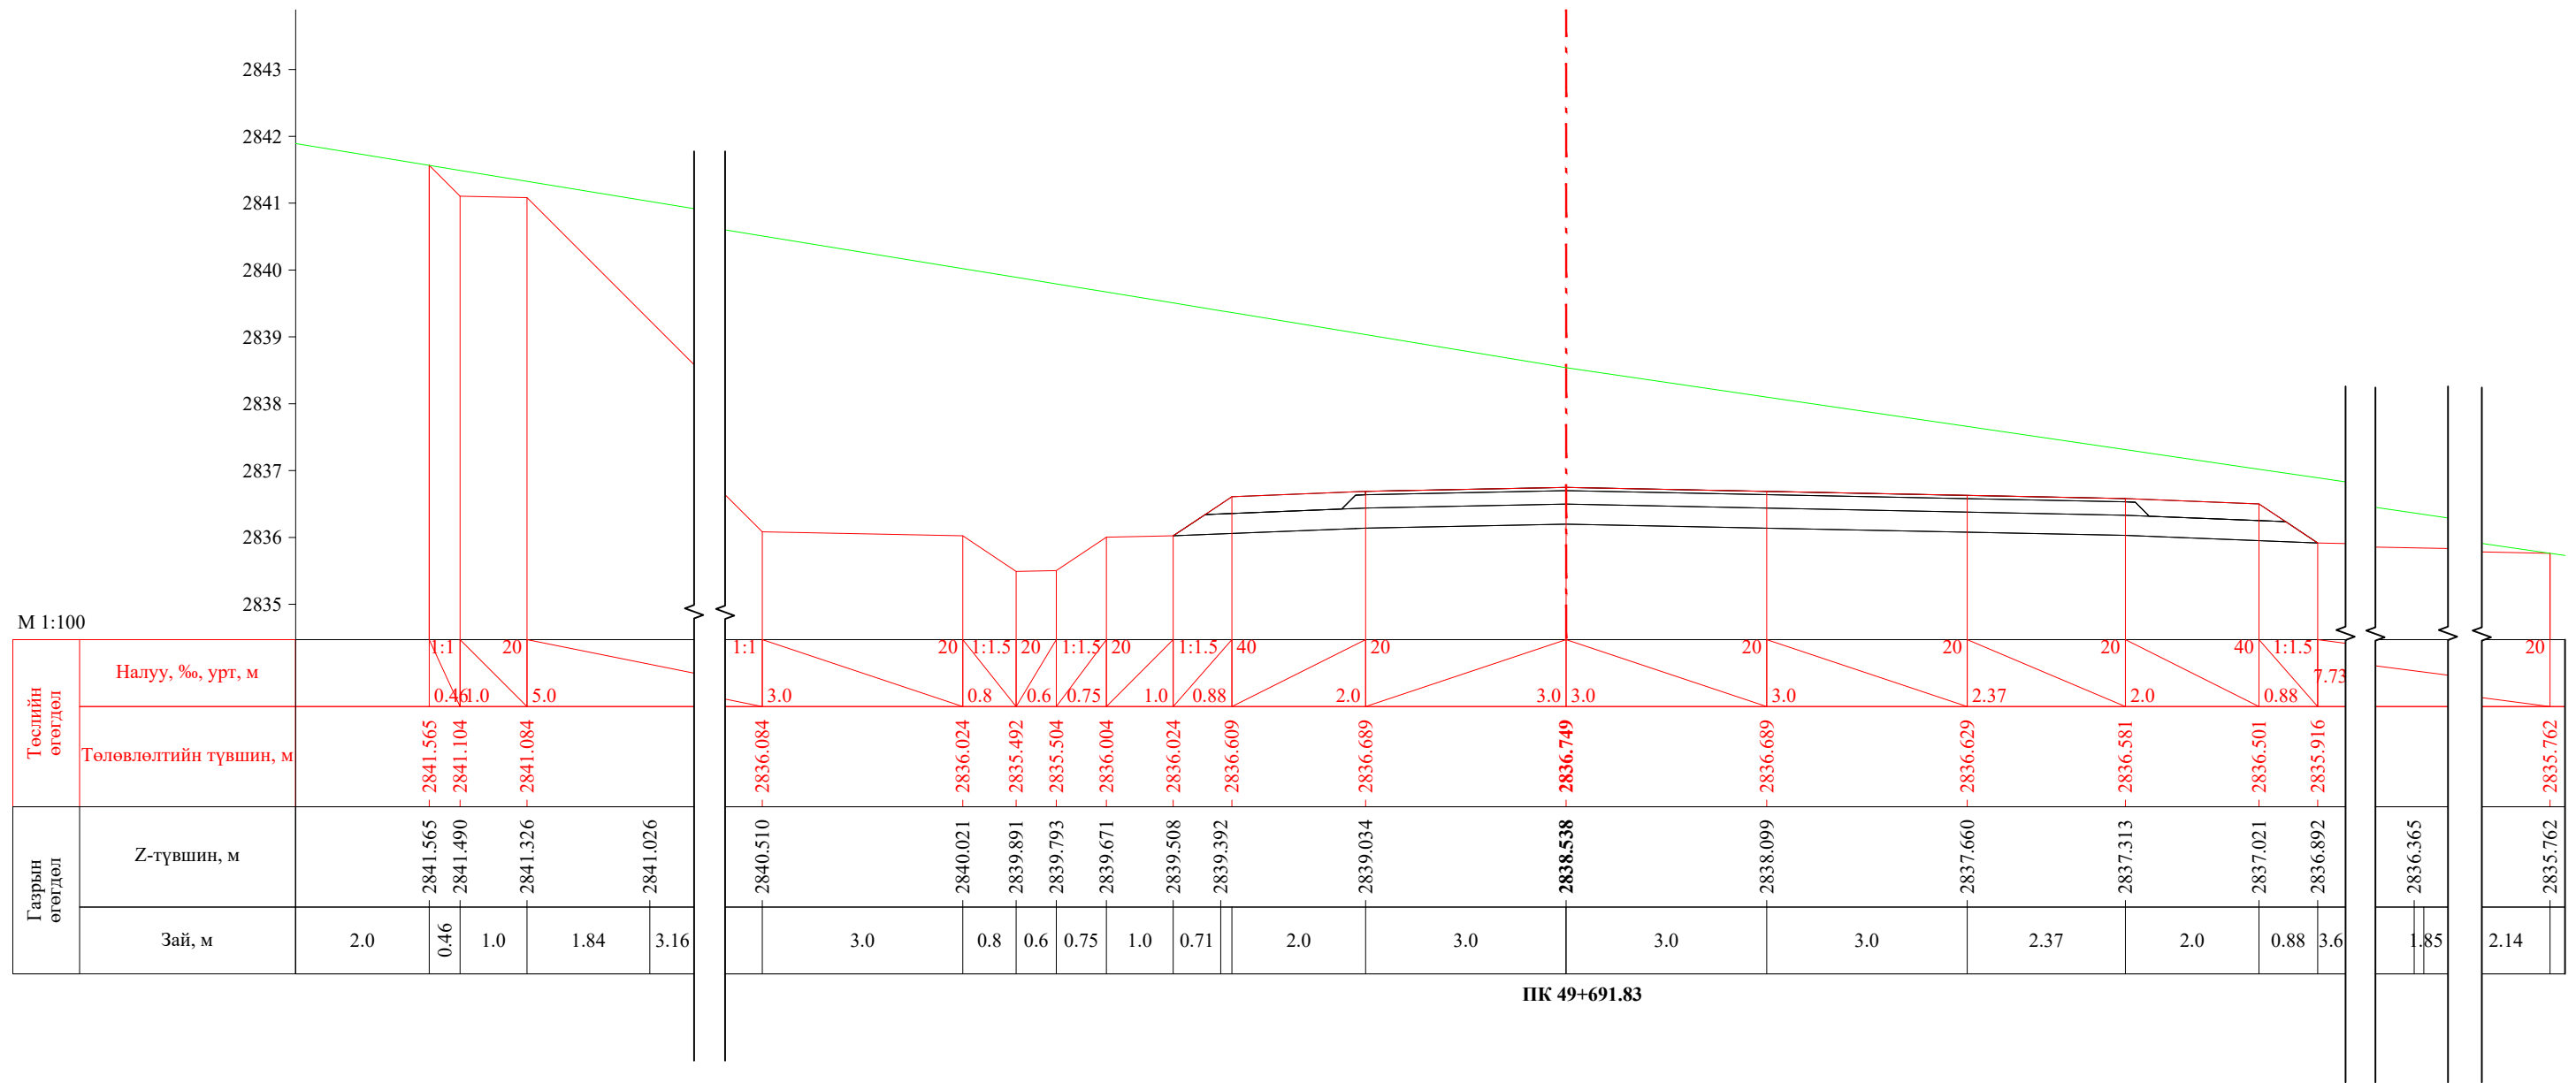 2843
2842
2841
2840
2839
2838
2837
2836
2835
М 1:100
Төслийн өгөгдөл
Налуу, ‰, урт, м
1:1 20 1:1 20 1:1.5 20 1:1.5 20 1:1.5 40 20 20 20 20 40 1:1.5 20
0.46 1.0 5.0 3.0 0.8 0.6 0.75 1.0 0.88 2.0 3.0 3.0 3.0 2.37 2.0 0.88 7.73
Төлөвлөлтийн түвшин, м
2841.565 2841.104 2841.084 2836.084 2836.024 2835.492 2835.504 2836.004 2836.024 2836.609 2836.689 2836.749 2836.689 2836.629 2836.581 2836.501 2835.916 2835.762
Газрын өгөгдөл
Z-түвшин, м
2841.565 2841.490 2841.326 2841.026 2840.510 2840.021 2839.891 2839.793 2839.671 2839.508 2839.392 2839.034 2838.538 2838.099 2837.660 2837.313 2837.021 2836.892 2836.365 2835.762
Зай, м
2.0 0.46 1.0 1.84 3.16 3.0 0.8 0.6 0.75 1.0 0.71 2.0 3.0 3.0 3.0 2.37 2.0 0.88 3.6 1.85 2.14
ПК 49+691.83